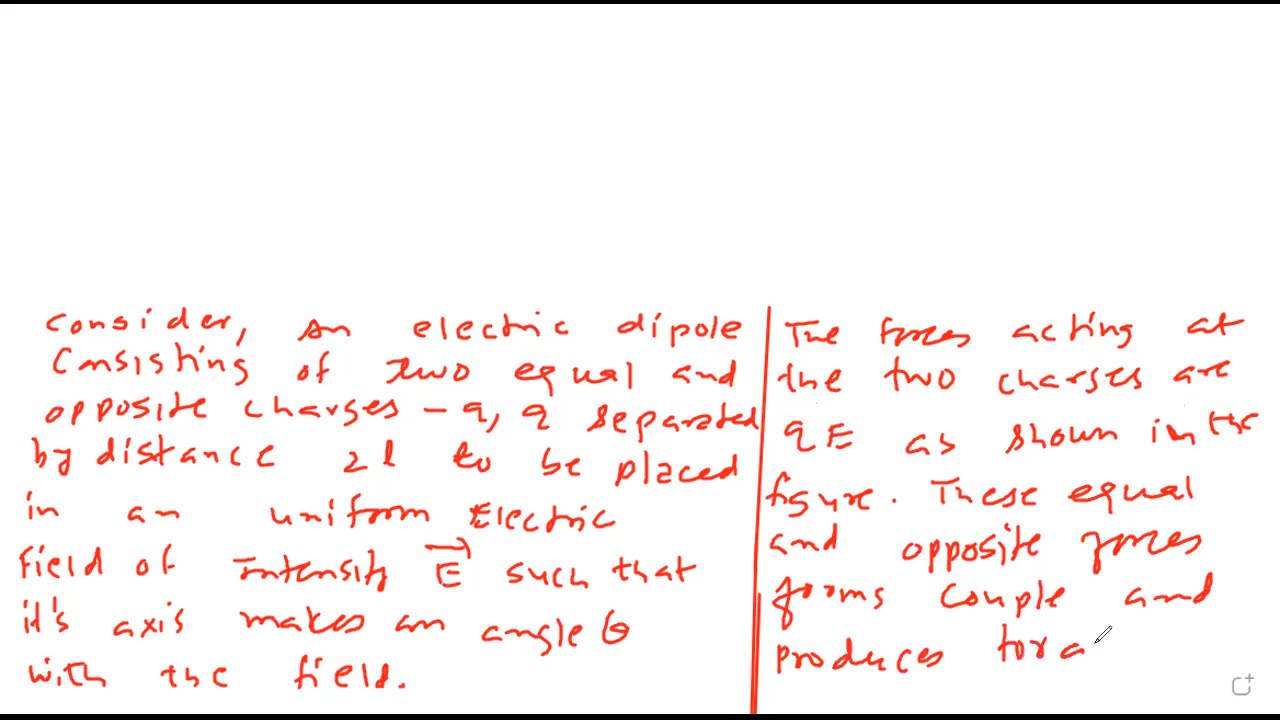 Consider, an electric dipole
Consisting of two equal and
opposite charges -q, q separated
by distance 2l to be placed
in an uniform Electric
field of intensity E⃗ such that
it's axis makes an angle θ
with the field.
The forces acting at
the two charges are
qE as shown in the
figure. These equal
and opposite forces
forms couple and
produces torq